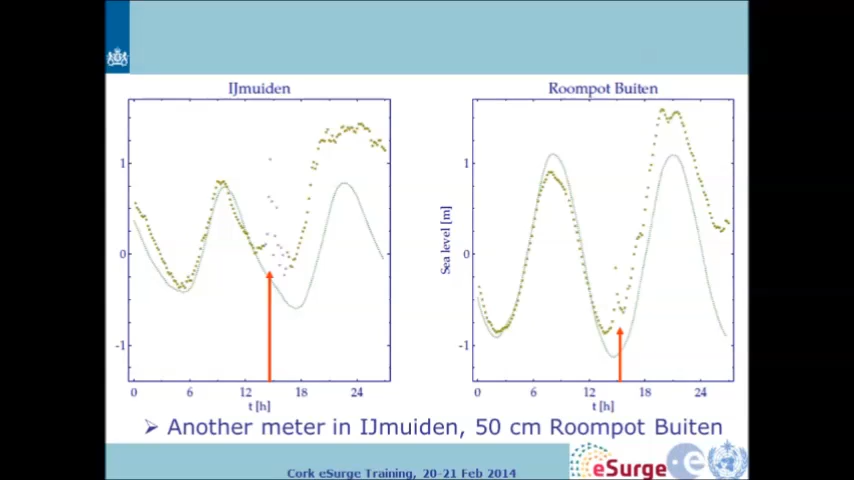 IJmuiden
Roompot Buiten
1
0
-1
0 6 12 18 24
t [h]
Sea level [m]
1
0
-1
0 6 12 18 24
t [h]
➢ Another meter in IJmuiden, 50 cm Roompot Buiten
Cork eSurge Training, 20-21 Feb 2014
eSurge